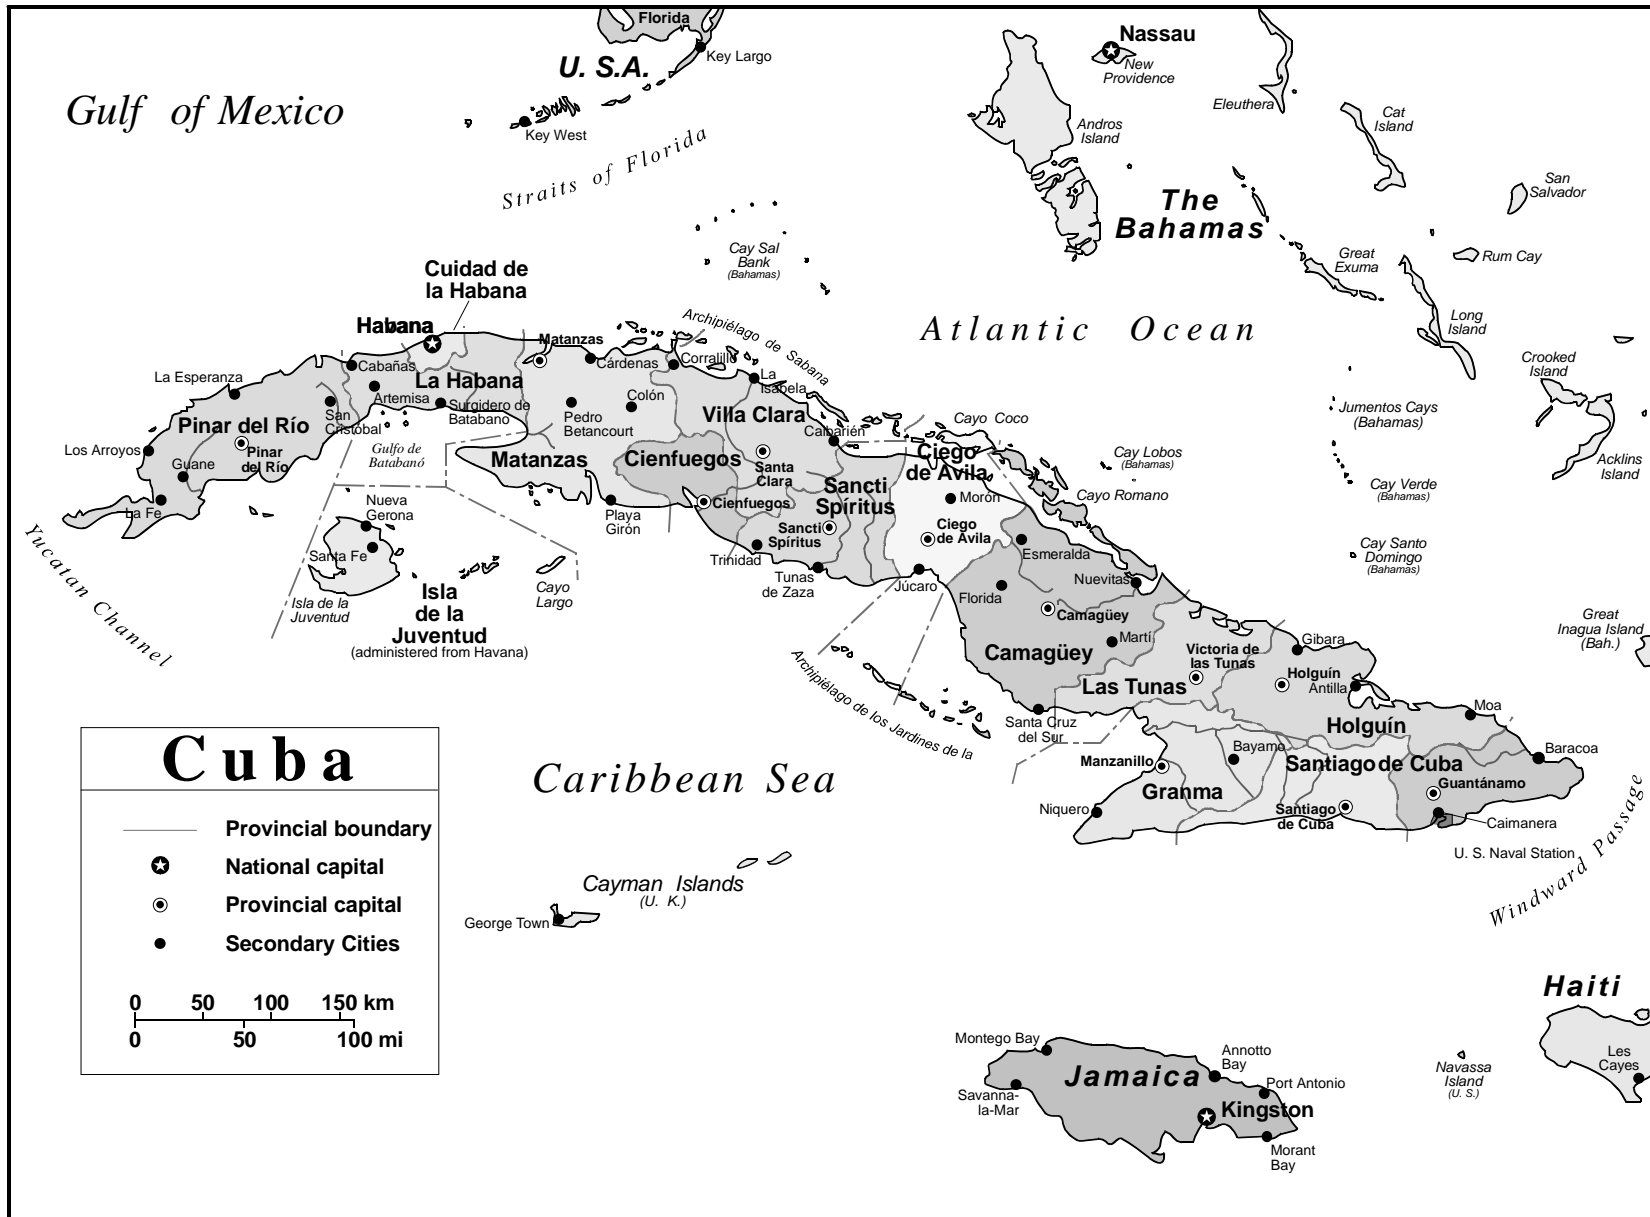 Florida
Key Largo
U. S.A.
Key West
Gulf of Mexico
Straits of Florida
Nassau
New
Providence
Eleuthera
Cat
Island
Andros
Island
San
Salvador
The
Bahamas
Great
Exuma
Rum Cay
Long
Island
Cay Sal
Bank
(Bahamas)
Atlantic Ocean
Crooked
Island
Jumentos Cays
(Bahamas)
Acklins
Island
Cay Verde
(Bahamas)
Cay Lobos
(Bahamas)
Cay Santo
Domingo
(Bahamas)
Great
Inagua Island
(Bah.)
Cuidad de
la Habana
Habana
Archipiélago de Sabana
Matanzas
Cárdenas
Corralillo
La
Isabela
La Esperanza
Cabañas
Artemisa
La Habana
Surgidero de
Batabano
San
Cristóbal
Pinar del Río
Pinar
del Río
Los Arroyos
Guane
La Fe
Gulfo de
Batabanó
Colón
Pedro
Betancourt
Matanzas
Villa Clara
Caibarién
Cienfuegos
Santa
Clara
Cienfuegos
Playa
Girón
Sancti
Spíritus
Sancti
Spíritus
Trinidad
Tunas
de Zaza
Cayo Coco
Ciego
de Avila
Morón
Cayo Romano
Ciego
de Avila
Júcaro
Esmeralda
Nuevitas
Florida
Camagüey
Martí
Camagüey
Nueva
Gerona
Santa Fe
Isla de la
Juventud
Isla
de la
Juventud
(administered from Havana)
Cayo
Largo
Yucatan Channel
Archipiélago de los Jardines de la
Santa Cruz
del Sur
Las Tunas
Victoria de
las Tunas
Gibara
Holguín
Antilla
Holguín
Moa
Baracoa
Manzanillo
Bayamo
Granma
Niquero
Santiago de Cuba
Santiago
de Cuba
Guantánamo
Caimanera
U. S. Naval Station
Windward Passage
Caribbean Sea
Cayman Islands
(U. K.)
George Town
Cuba
Provincial boundary
National capital
Provincial capital
Secondary Cities
0 50 100 150 km
0 50 100 mi
Haiti
Les
Cayes
Navassa
Island
(U. S.)
Montego Bay
Annotto
Bay
Jamaica
Port Antonio
Savanna-
la-Mar
Kingston
Morant
Bay